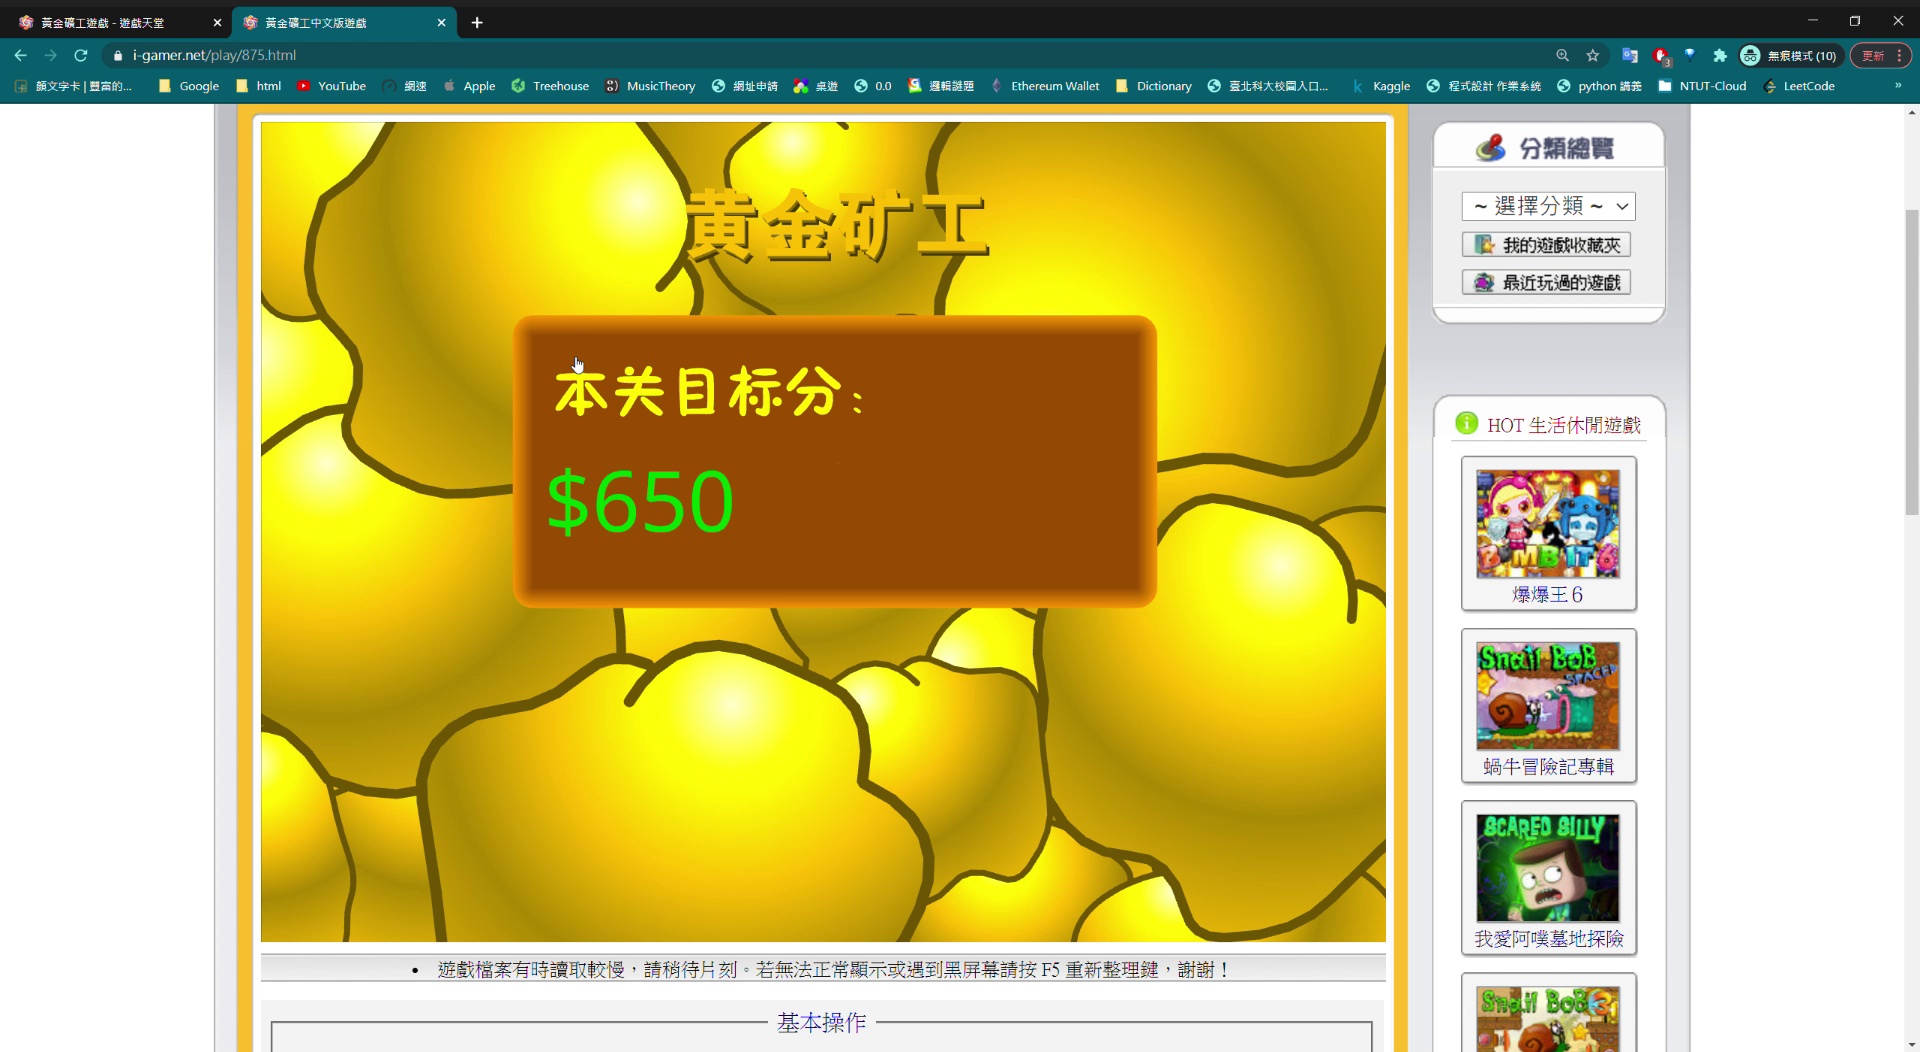 黃金礦工遊戲 - 遊戲天堂
黃金礦工中文版遊戲
i-gamer.net/play/875.html
無痕模式 (10)
更新
顏文字卡 | 豐富的...
Google
html
YouTube
網速
Apple
Treehouse
MusicTheory
網址申請
桌遊
0.0
邏輯謎題
Ethereum Wallet
Dictionary
臺北科大校園入口...
Kaggle
程式設計 作業系統
python 講義
NTUT-Cloud
LeetCode
»
黄金矿工
本关目标分：
$650
分類總覽
~ 選擇分類 ~
我的遊戲收藏夾
最近玩過的遊戲
HOT 生活休閒遊戲
BOMB IT 6
爆爆王６
Snail BoB
SPACE
蝸牛冒險記專輯
SCARED SILLY
我愛阿噗墓地探險
Snail BoB 3
• 遊戲檔案有時讀取較慢，請稍待片刻。若無法正常顯示或遇到黑屏幕請按 F5 重新整理鍵，謝謝！
基本操作